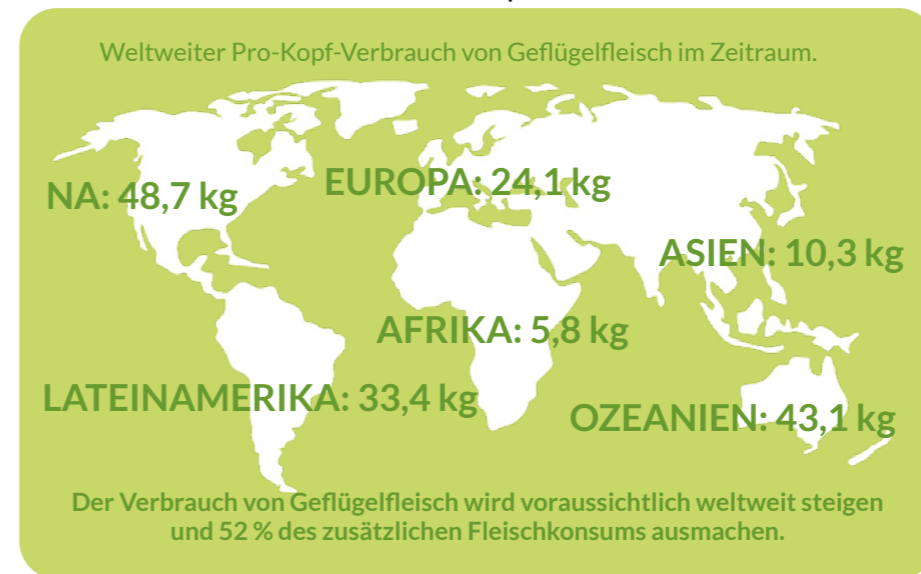 Weltweiter Pro-Kopf-Verbrauch von Geflügelfleisch im Zeitraum.
NA: 48,7 kg
EUROPA: 24,1 kg
ASIEN: 10,3 kg
AFRIKA: 5,8 kg
LATEINAMERIKA: 33,4 kg
OZEANIEN: 43,1 kg
Der Verbrauch von Geflügelfleisch wird voraussichtlich weltweit steigen
und 52 % des zusätzlichen Fleischkonsums ausmachen.